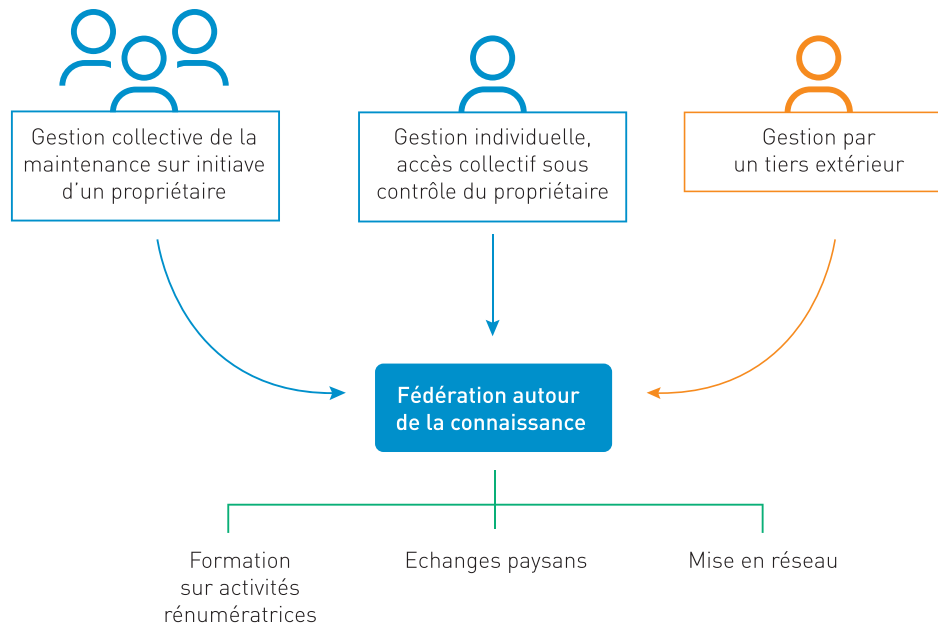 Gestion collective de la
maintenance sur initiave
d’un propriétaire
Gestion individuelle,
accès collectif sous
contrôle du propriétaire
Gestion par
un tiers extérieur
Fédération autour
de la connaissance
Formation
sur activités
rénumératrices
Echanges paysans
Mise en réseau